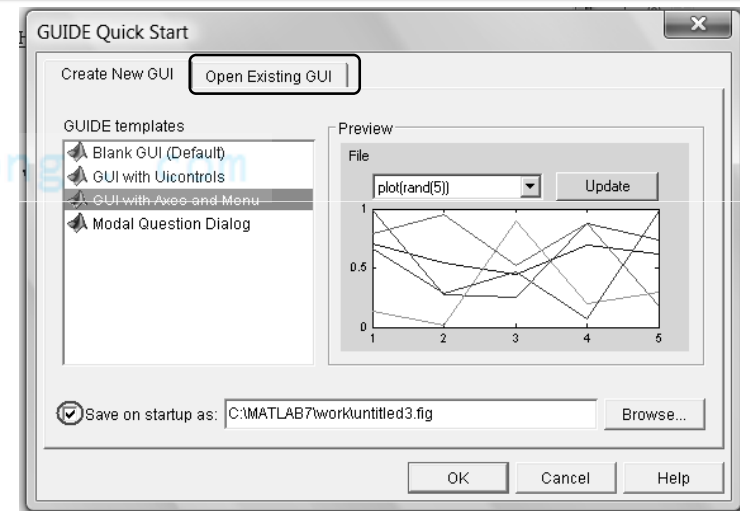 GUIDE Quick Start
Create New GUI
Open Existing GUI
GUIDE templates
Blank GUI (Default)
GUI with Uicontrols
GUI with Axes and Menu
Modal Question Dialog
Preview
File
plot(rand(5))
Update
1
0.5
0
1 2 3 4 5
Save on startup as:
C:\MATLAB7\work\untitled3.fig
Browse...
OK
Cancel
Help